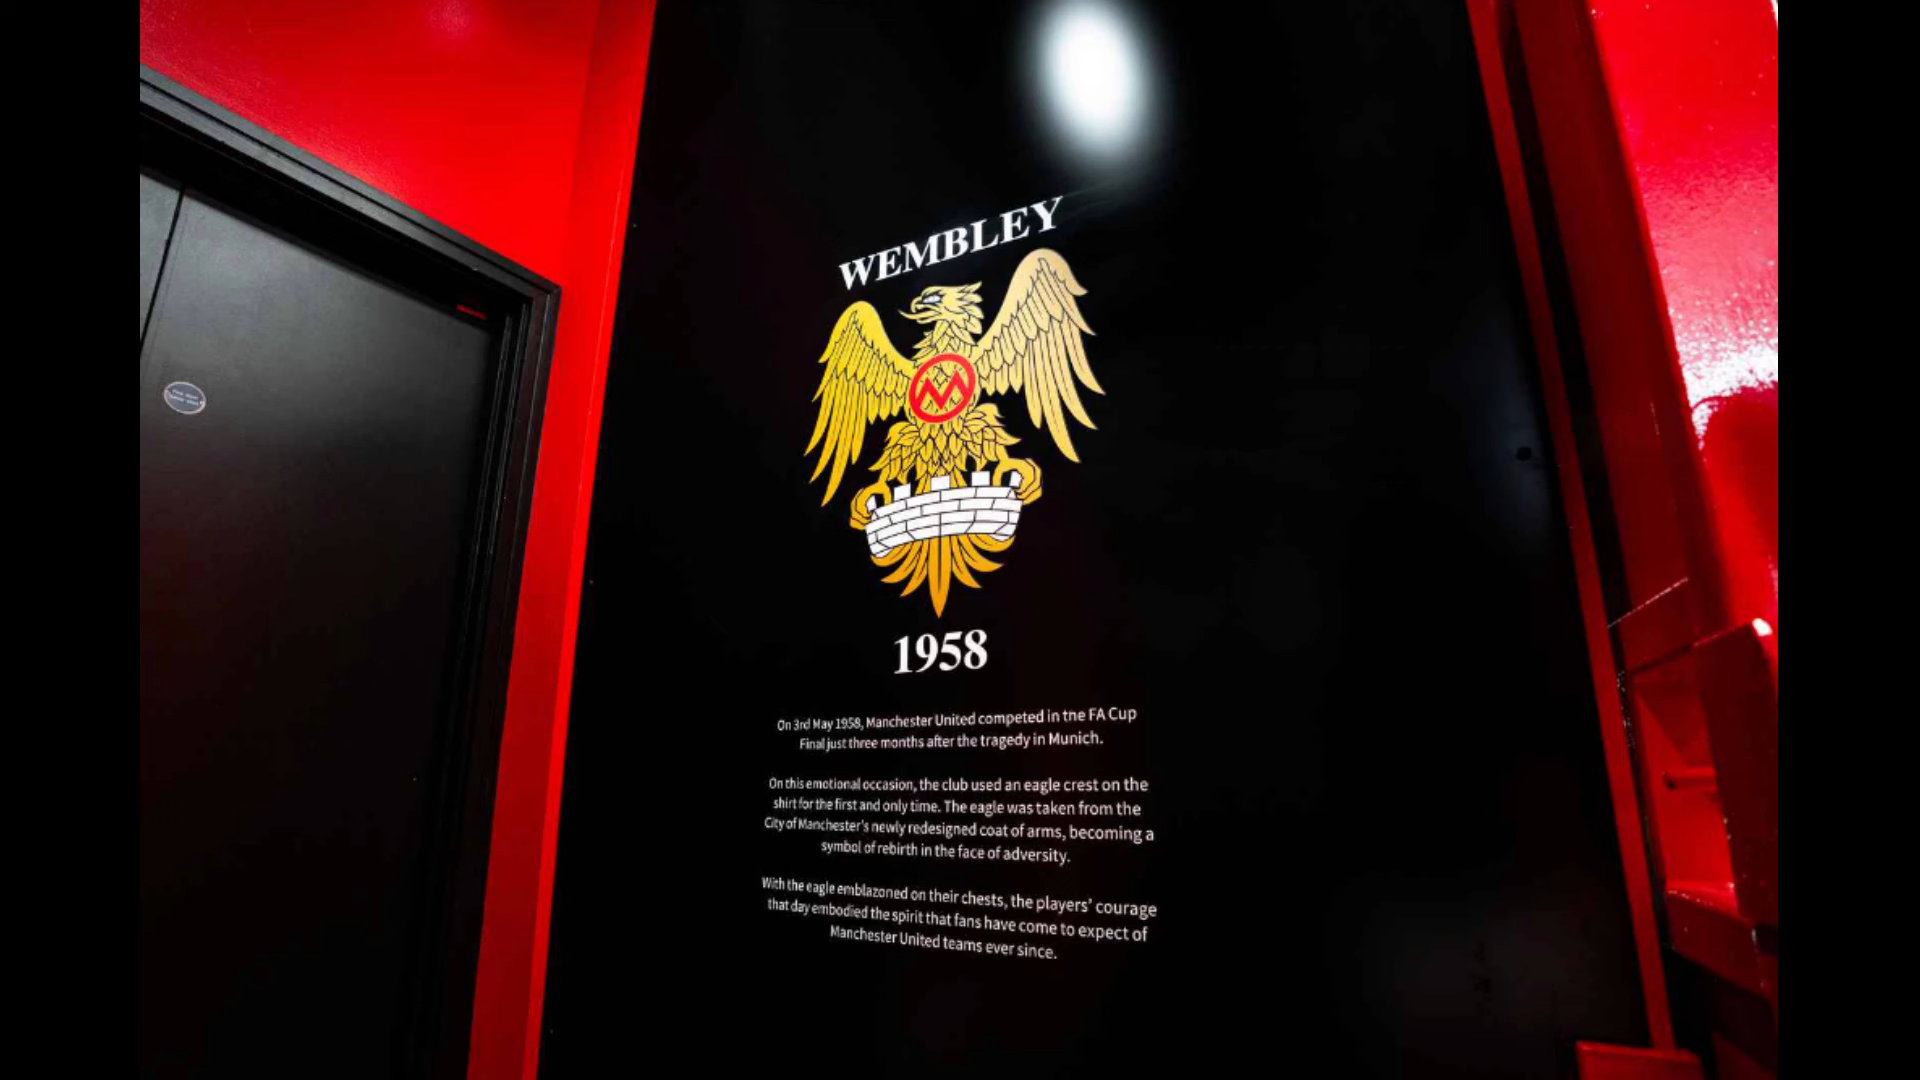 WEMBLEY
M
1958
On 3rd May 1958, Manchester United competed in the FA Cup
Final just three months after the tragedy in Munich.
On this emotional occasion, the club used an eagle crest on the
shirt for the first and only time. The eagle was taken from the
City of Manchester's newly redesigned coat of arms, becoming a
symbol of rebirth in the face of adversity.
With the eagle emblazoned on their chests, the players' courage
that day embodied the spirit that fans have come to expect of
Manchester United teams ever since.